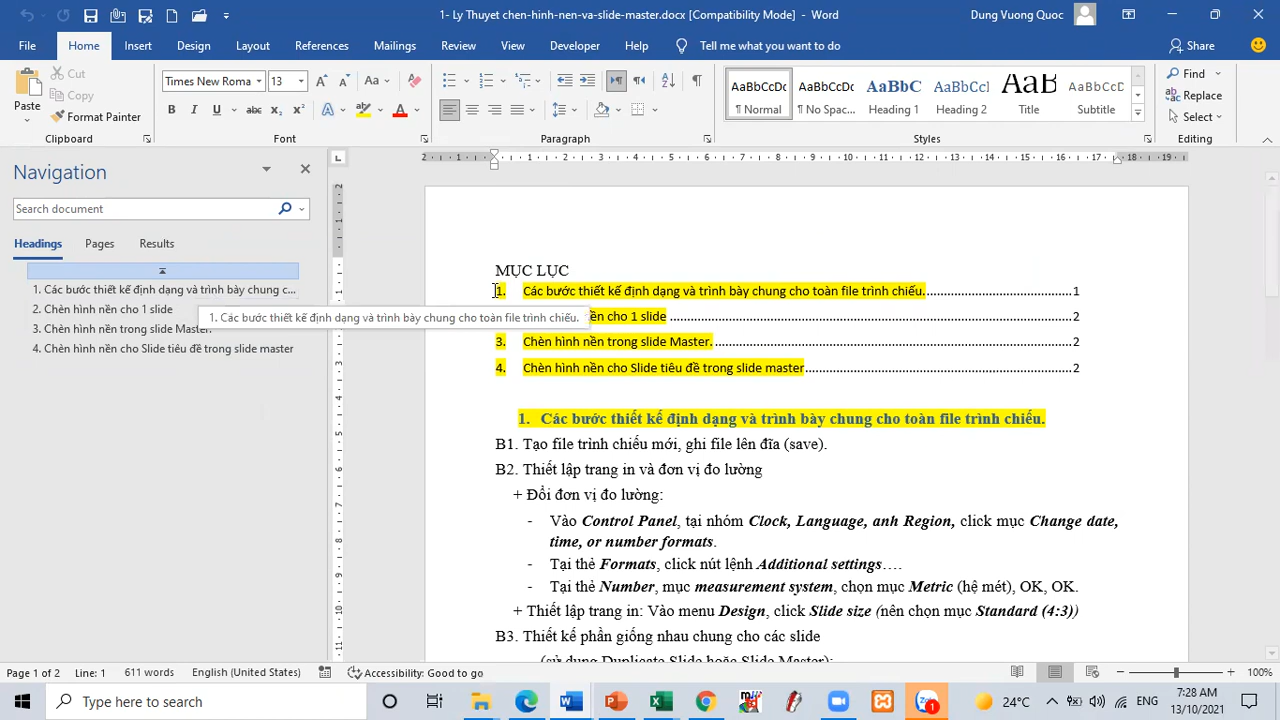 1- Ly Thuyet chen-hinh-nen-va-slide-master.docx [Compatibility Mode] - Word
Dung Vuong Quoc
File Home Insert Design Layout References Mailings Review View Developer Help Tell me what you want to do Share
Paste
Cut
Copy
Format Painter
Times New Roma 13
AaBbCcDc AaBbCcDc AaBbC AaBbCcI AaB AaBbCcI
¶ Normal ¶ No Spac... Heading 1 Heading 2 Title Subtitle
Find
Replace
Select
Clipboard Font Paragraph Styles Editing
Navigation
Search document
Headings Pages Results
1. Các bước thiết kế định dạng và trình bày chung c...
2. Chèn hình nền cho 1 slide
3. Chèn hình nền trong slide Master.
4. Chèn hình nền cho Slide tiêu đề trong slide master
1. Các bước thiết kế định dạng và trình bày chung cho toàn file trình chiếu.
MỤC LỤC
1. Các bước thiết kế định dạng và trình bày chung cho toàn file trình chiếu. 1
nền cho 1 slide 2
3. Chèn hình nền trong slide Master. 2
4. Chèn hình nền cho Slide tiêu đề trong slide master 2
1. Các bước thiết kế định dạng và trình bày chung cho toàn file trình chiếu.
B1. Tạo file trình chiếu mới, ghi file lên đĩa (save).
B2. Thiết lập trang in và đơn vị đo lường
+ Đổi đơn vị đo lường:
- Vào Control Panel, tại nhóm Clock, Language, anh Region, click mục Change date,
time, or number formats.
- Tại thẻ Formats, click nút lệnh Additional settings….
- Tại thẻ Number, mục measurement system, chọn mục Metric (hệ mét), OK, OK.
+ Thiết lập trang in: Vào menu Design, click Slide size (nên chọn mục Standard (4:3))
B3. Thiết kế phần giống nhau chung cho các slide
(sử dụng Duplicate Slide hoặc Slide Master):
Page 1 of 2 Line: 1 611 words English (United States) Accessibility: Good to go 100%
Type here to search
24°C ENG
7:28 AM
13/10/2021